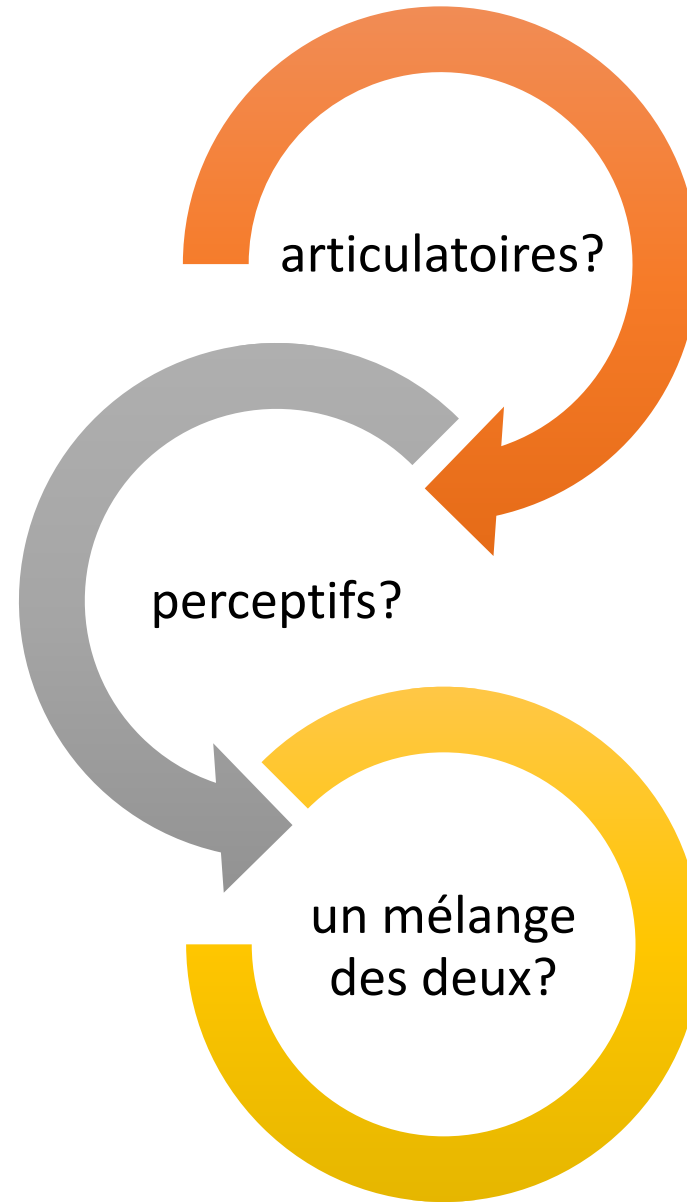 articulatoires?
perceptifs?
un mélange
des deux?